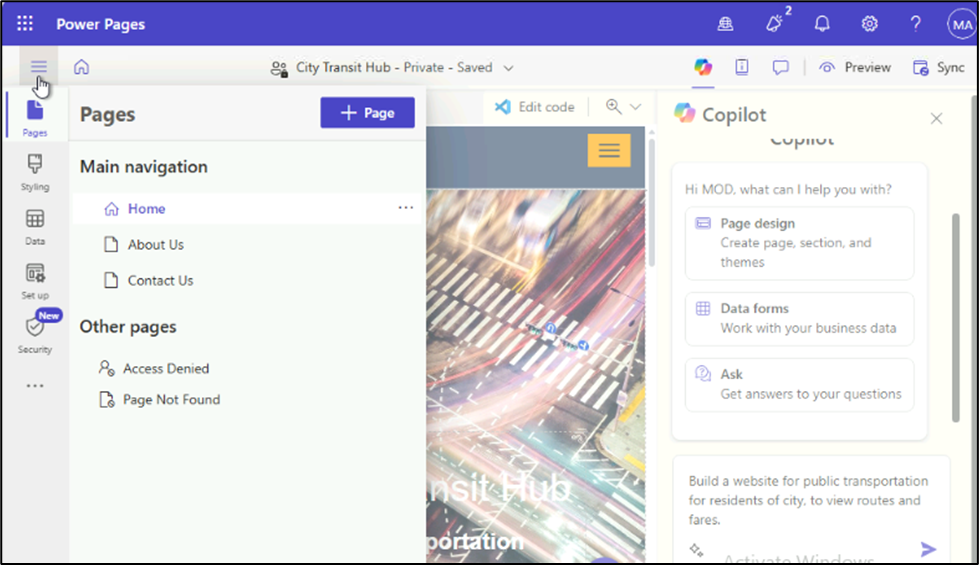 Power Pages
2
MA
City Transit Hub - Private - Saved
Preview
Sync
Pages
Styling
Data
Set up
New
Security
Pages
+ Page
Main navigation
Home
About Us
Contact Us
Other pages
Access Denied
Page Not Found
Edit code
nsit Hub
portation
Copilot
Copilot
Hi MOD, what can I help you with?
Page design
Create page, section, and
themes
Data forms
Work with your business data
Ask
Get answers to your questions
Build a website for public transportation
for residents of city, to view routes and
fares.
Activate Windows